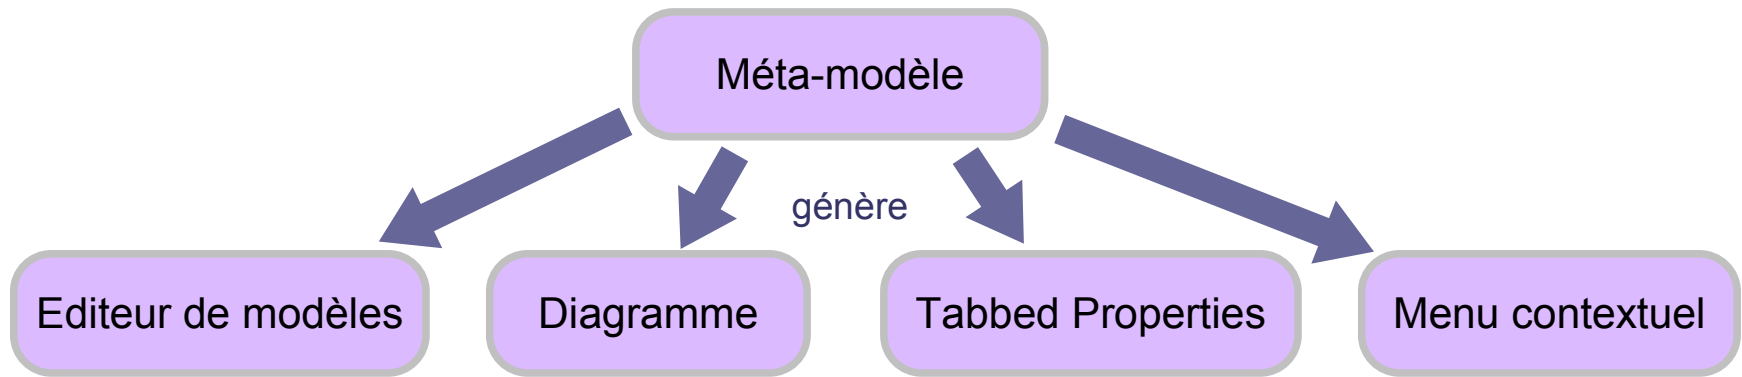 Méta-modèle
génère
Editeur de modèles
Diagramme
Tabbed Properties
Menu contextuel